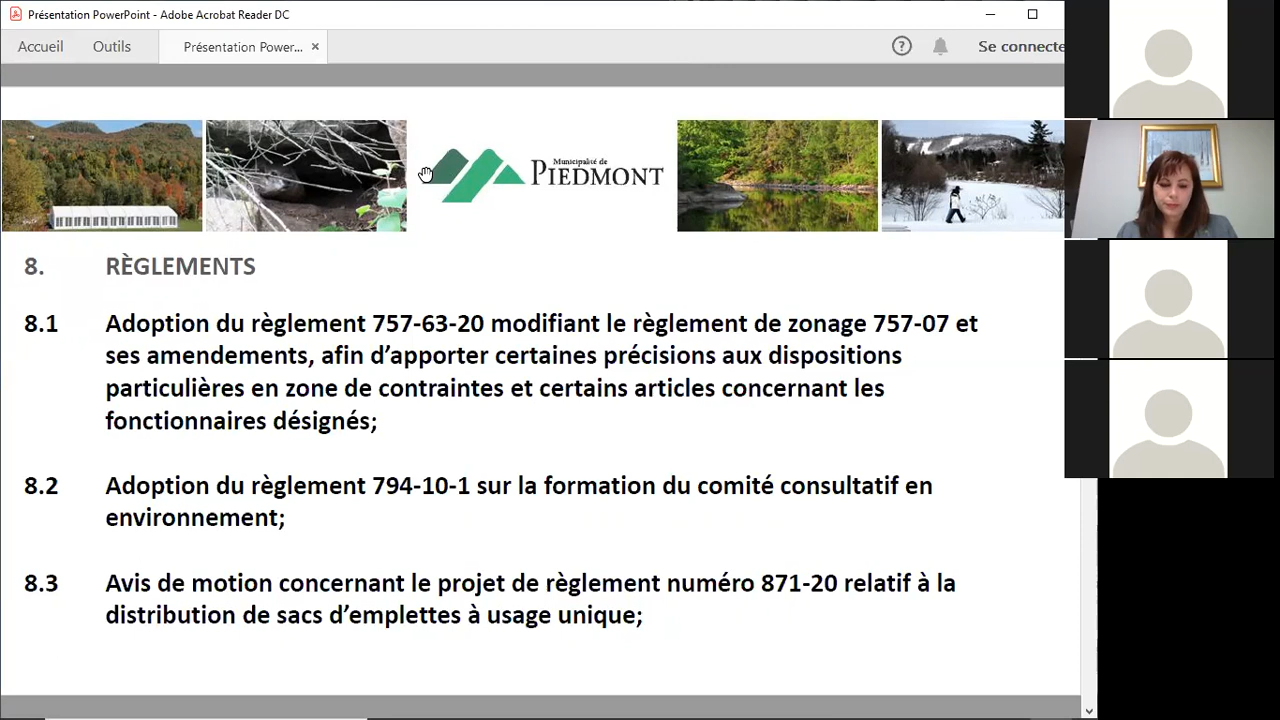 Présentation PowerPoint - Adobe Acrobat Reader DC
Accueil Outils Présentation Power... × ? Se connecte
Municipalité de
PIEDMONT
8. RÈGLEMENTS
8.1 Adoption du règlement 757-63-20 modifiant le règlement de zonage 757-07 et
ses amendements, afin d’apporter certaines précisions aux dispositions
particulières en zone de contraintes et certains articles concernant les
fonctionnaires désignés;
8.2 Adoption du règlement 794-10-1 sur la formation du comité consultatif en
environnement;
8.3 Avis de motion concernant le projet de règlement numéro 871-20 relatif à la
distribution de sacs d’emplettes à usage unique;